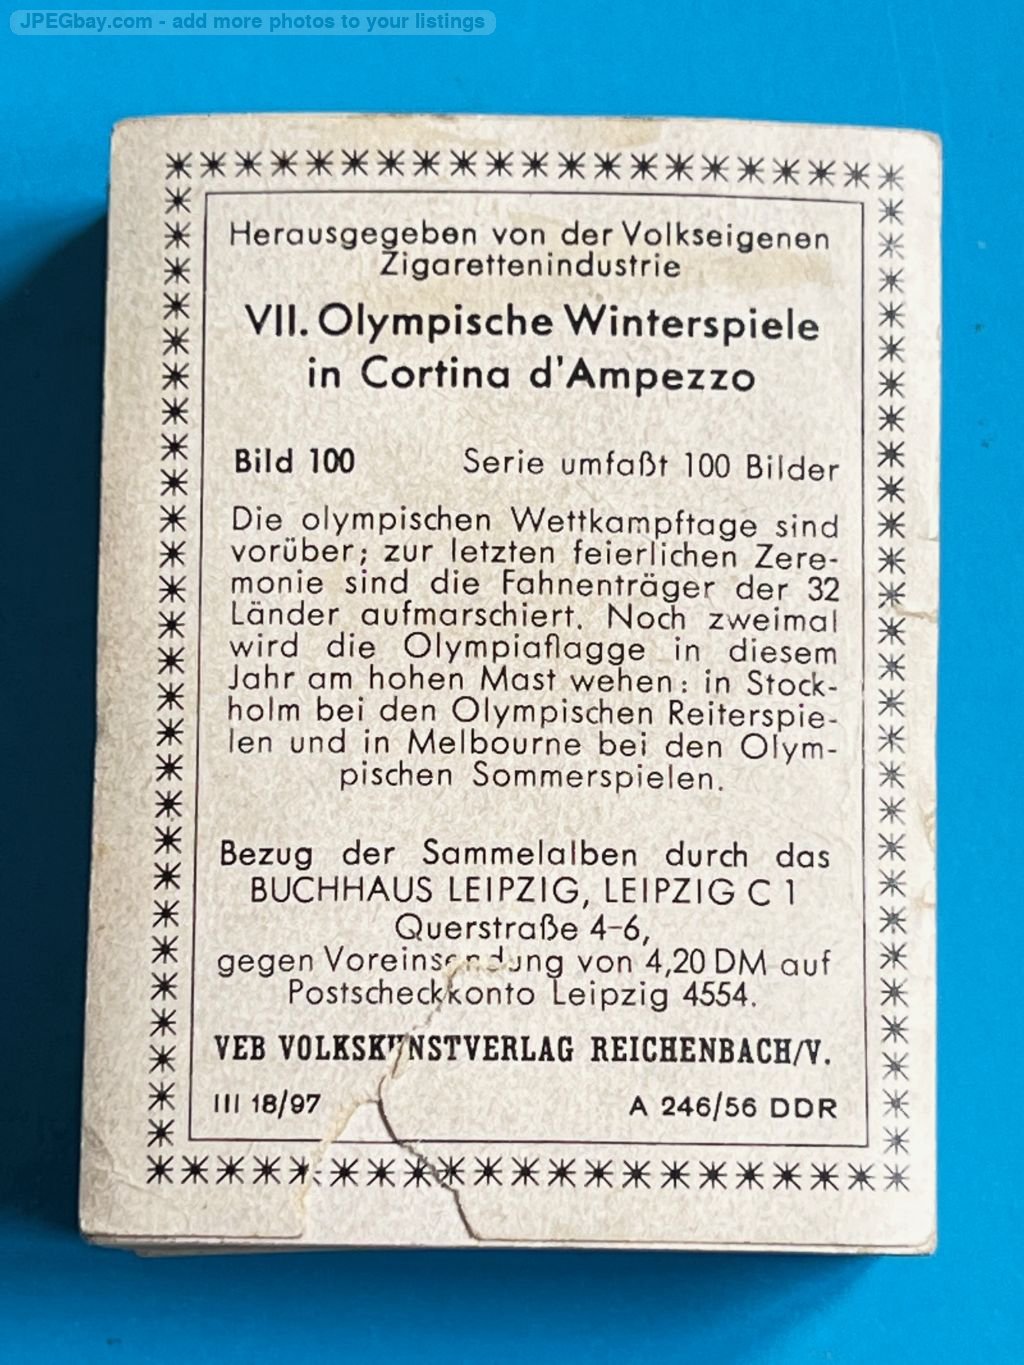 JPEGbay.com - add more photos to your listings
Herausgegeben von der Volkseigenen
Zigarettenindustrie
VII. Olympische Winterspiele
in Cortina d'Ampezzo
Bild 100 Serie umfaßt 100 Bilder
Die olympischen Wettkampftage sind
vorüber; zur letzten feierlichen Zere-
monie sind die Fahnenträger der 32
Länder aufmarschiert. Noch zweimal
wird die Olympiaflagge in diesem
Jahr am hohen Mast wehen: in Stock-
holm bei den Olympischen Reiterspie-
len und in Melbourne bei den Olym-
pischen Sommerspielen.
Bezug der Sammelalben durch das
BUCHHAUS LEIPZIG, LEIPZIG C 1
Querstraße 4-6,
gegen Voreinsendung von 4,20 DM auf
Postscheckkonto Leipzig 4554.
VEB VOLKSKUNSTVERLAG REICHENBACH/V.
III 18/97 A 246/56 DDR